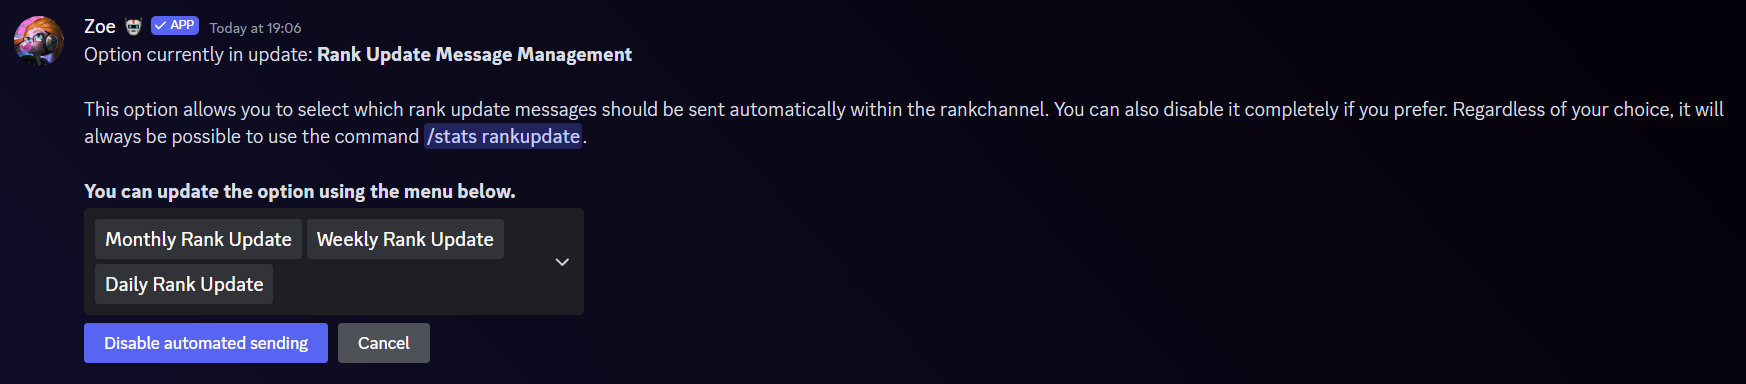 Zoe APP Today at 19:06
Option currently in update: Rank Update Message Management
This option allows you to select which rank update messages should be sent automatically within the rankchannel. You can also disable it completely if you prefer. Regardless of your choice, it will
always be possible to use the command /stats rankupdate.
You can update the option using the menu below.
Monthly Rank Update Weekly Rank Update
Daily Rank Update
Disable automated sending Cancel